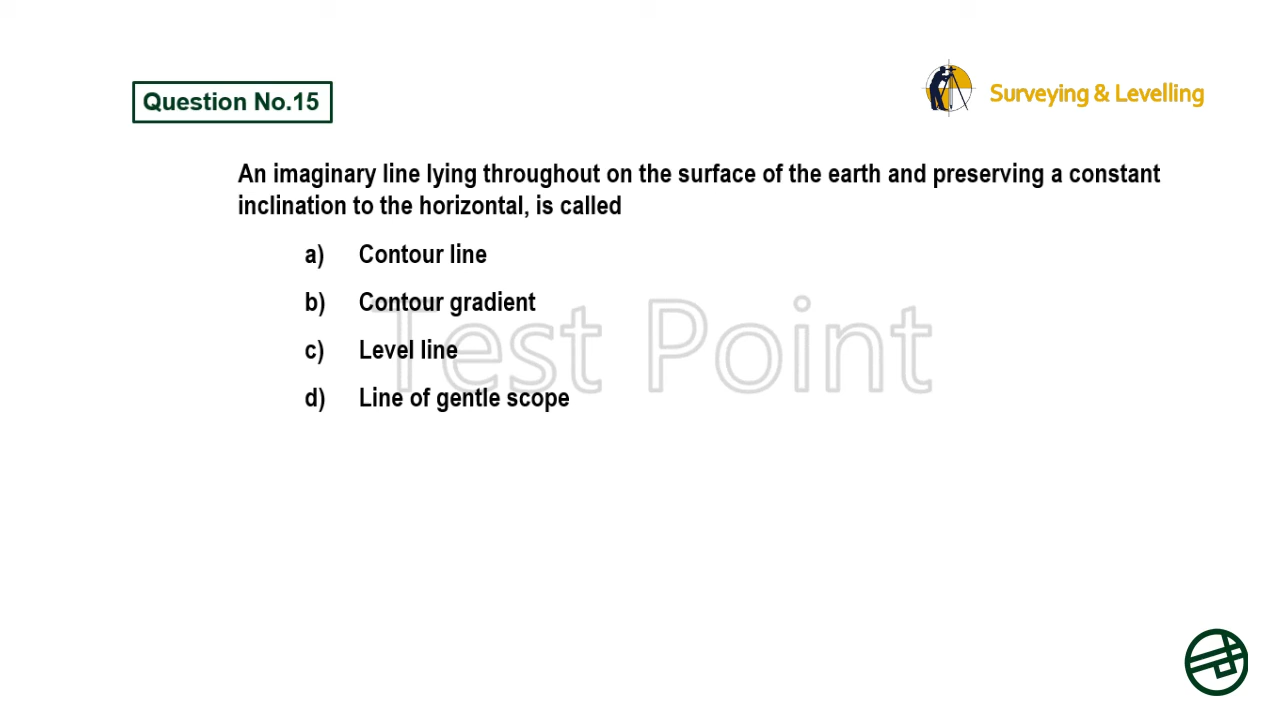 Question No.15
Surveying & Levelling
An imaginary line lying throughout on the surface of the earth and preserving a constant
inclination to the horizontal, is called
a) Contour line
b) Contour gradient
c) Level line
d) Line of gentle scope
Test Point